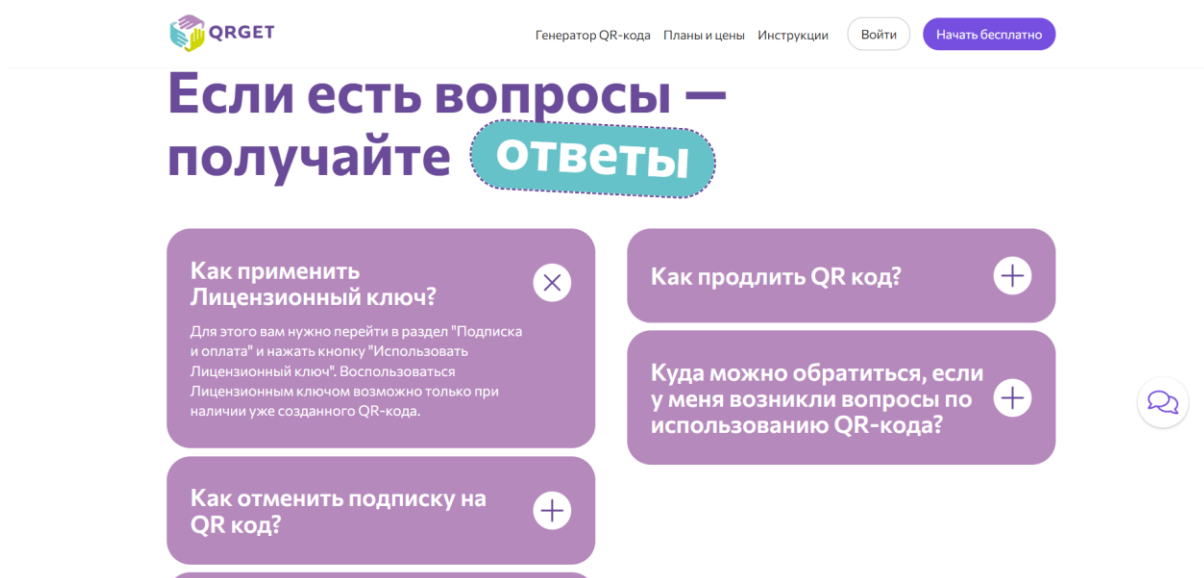 QRGET
Генератор QR-кода Планы и цены Инструкции Войти Начать бесплатно
Если есть вопросы —
получайте ответы
Как применить
Лицензионный ключ?
Для этого вам нужно перейти в раздел "Подписка
и оплата" и нажать кнопку "Использовать
Лицензионный ключ". Воспользоваться
Лицензионным ключом возможно только при
наличии уже созданного QR-кода.
Как отменить подписку на
QR код?
Как продлить QR код?
Куда можно обратиться, если
у меня возникли вопросы по
использованию QR-кода?